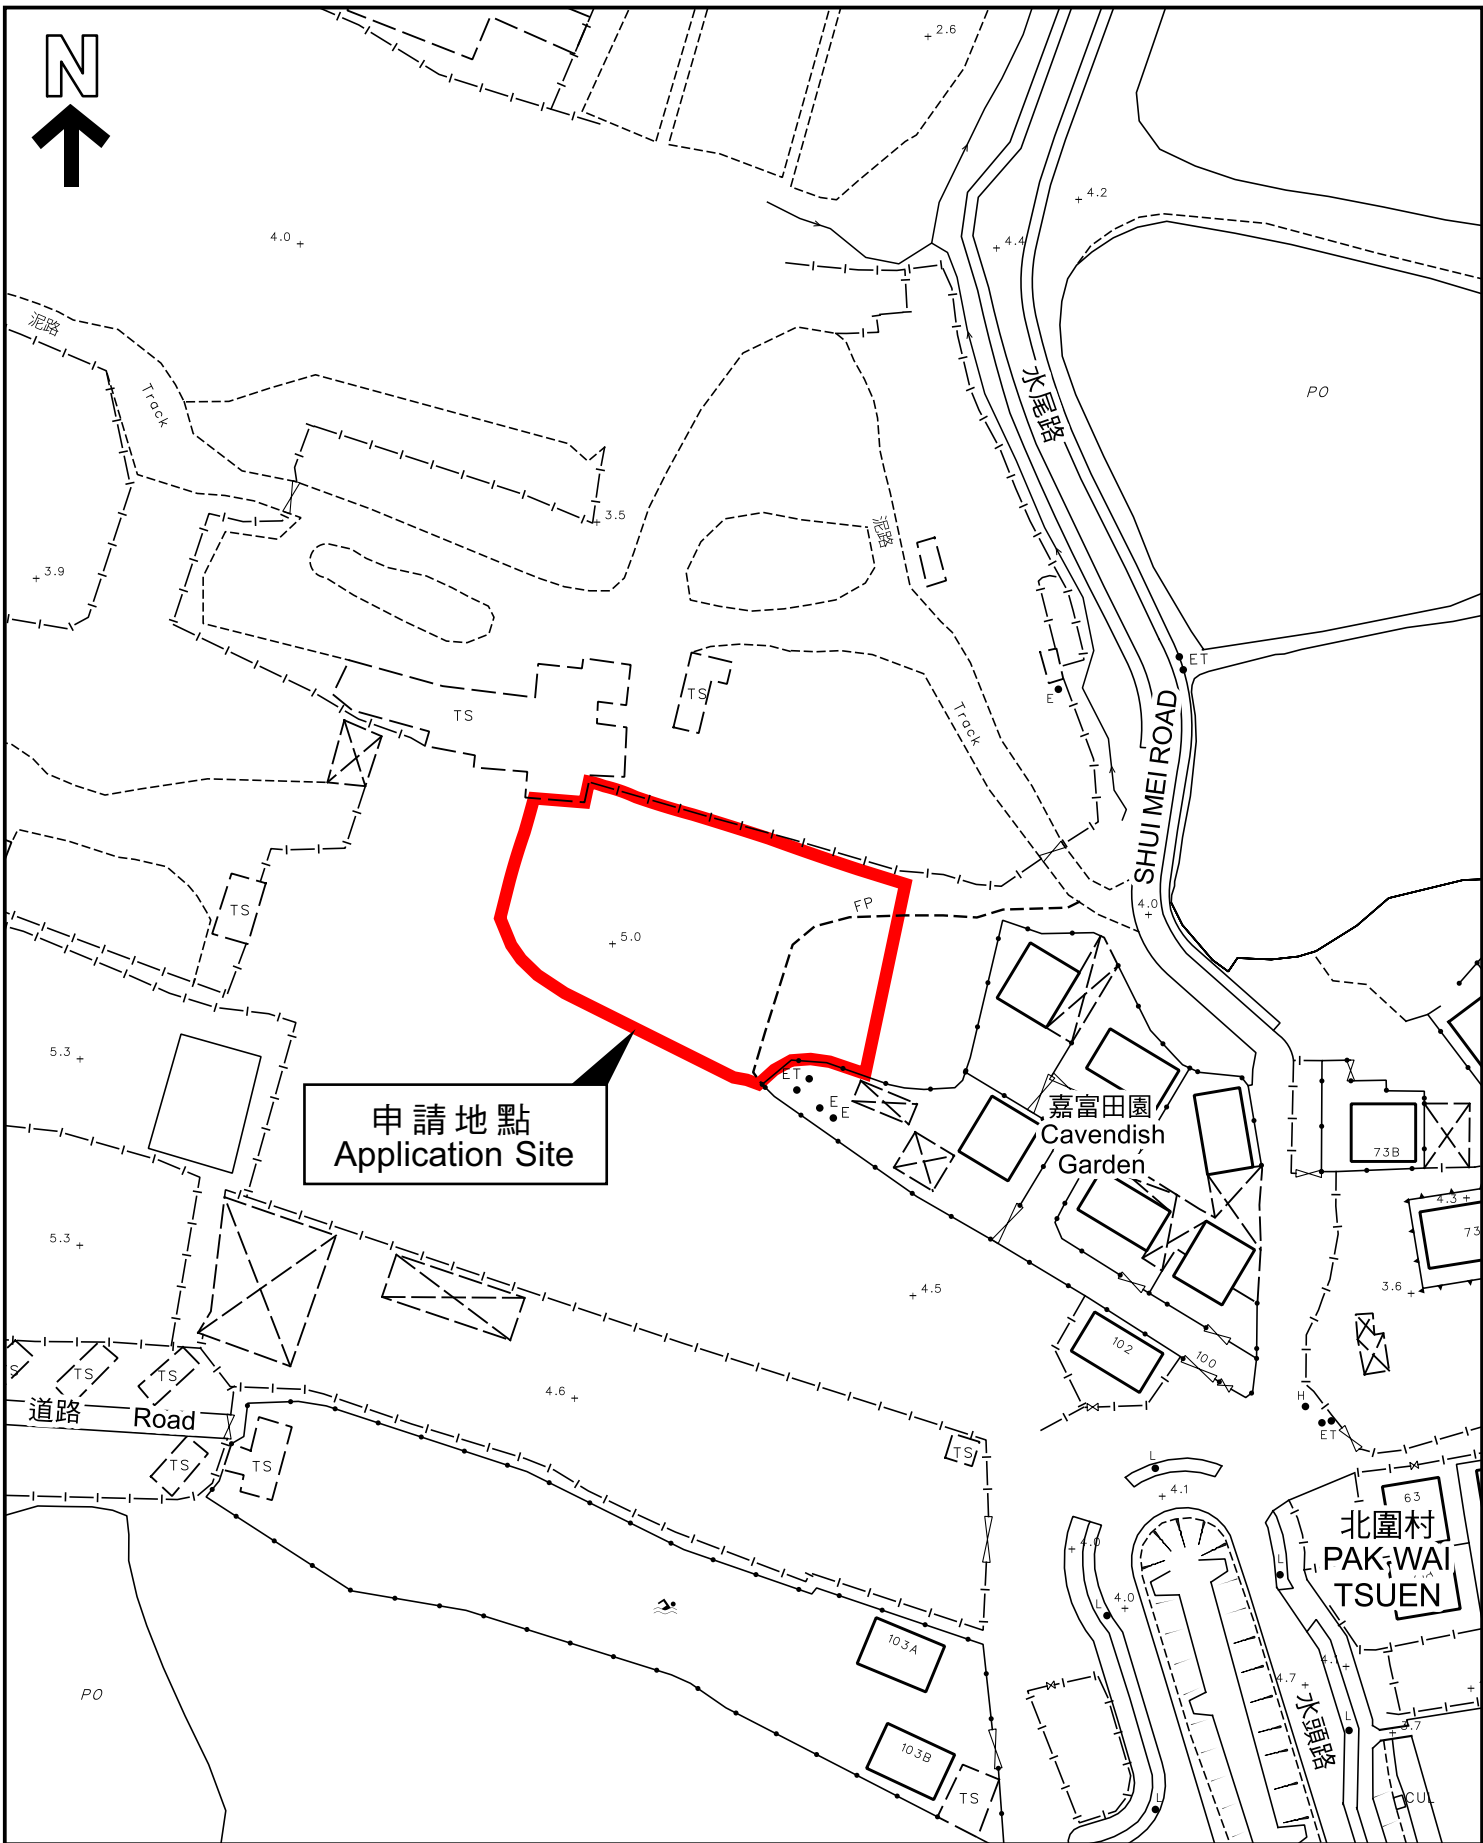 N
2.6
4.2
4.0
4.4
泥路
Track
水尾路
PO
3.5
泥路
3.9
ET
TS
E
TS
Track
SHUI MEI ROAD
TS
FP
4.0
5.0
5.3
ET
E
E
申請地點
Application Site
嘉富田園
Cavendish
Garden
73B
4.3
73
5.3
4.5
3.6
102
100
TS
TS
4.6
道路
Road
H
ET
TS
TS
TS
L
4.1
63
北圍村
PAK WAI
TSUEN
4.0
L
4.0
L
103A
4.7
PO
水頭路
L
3.7
103B
TS
L
CUL